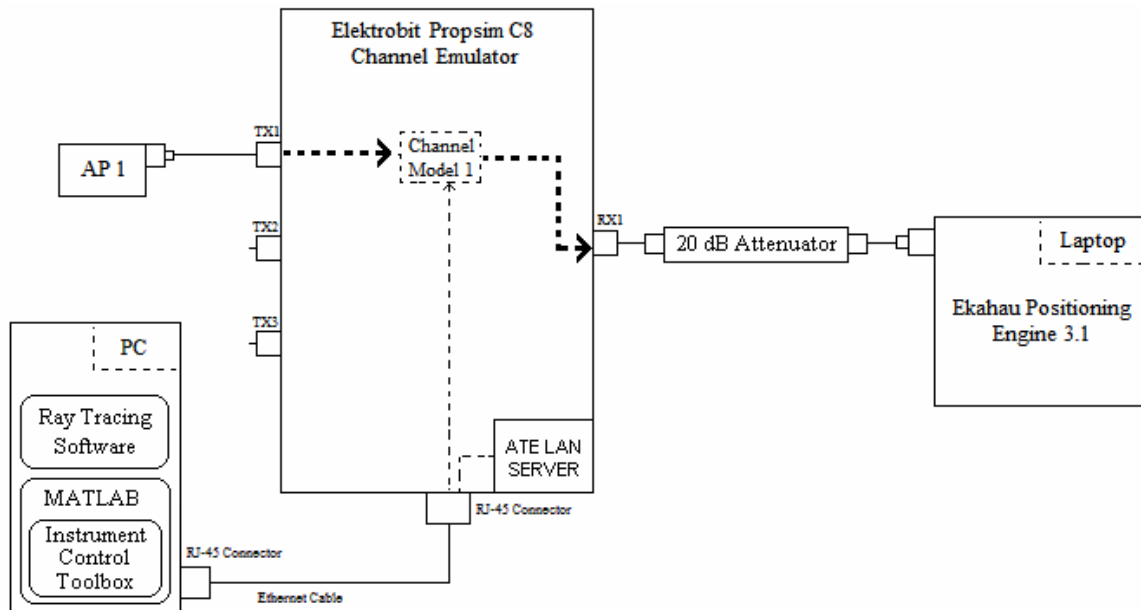 Elektrobit Propsim C8
Channel Emulator
TX1
AP 1
Channel
Model 1
TX2
RX1
20 dB Attenuator
Laptop
Ekahau Positioning
Engine 3.1
TX3
PC
Ray Tracing
Software
ATE LAN
SERVER
MATLAB
Instrument
Control
Toolbox
RJ-45 Connector
RJ-45 Connector
Ethernet Cable